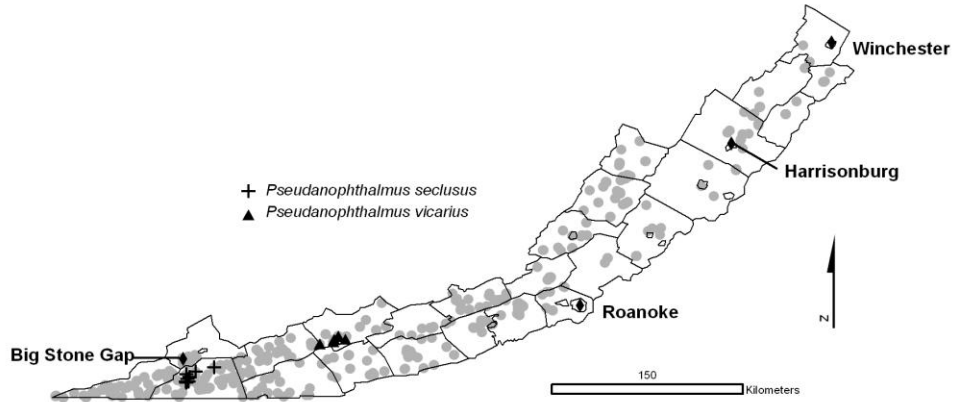 Winchester
Harrisonburg
Pseudanophthalmus seclusus
Pseudanophthalmus vicarius
Roanoke
Big Stone Gap
N
150
Kilometers